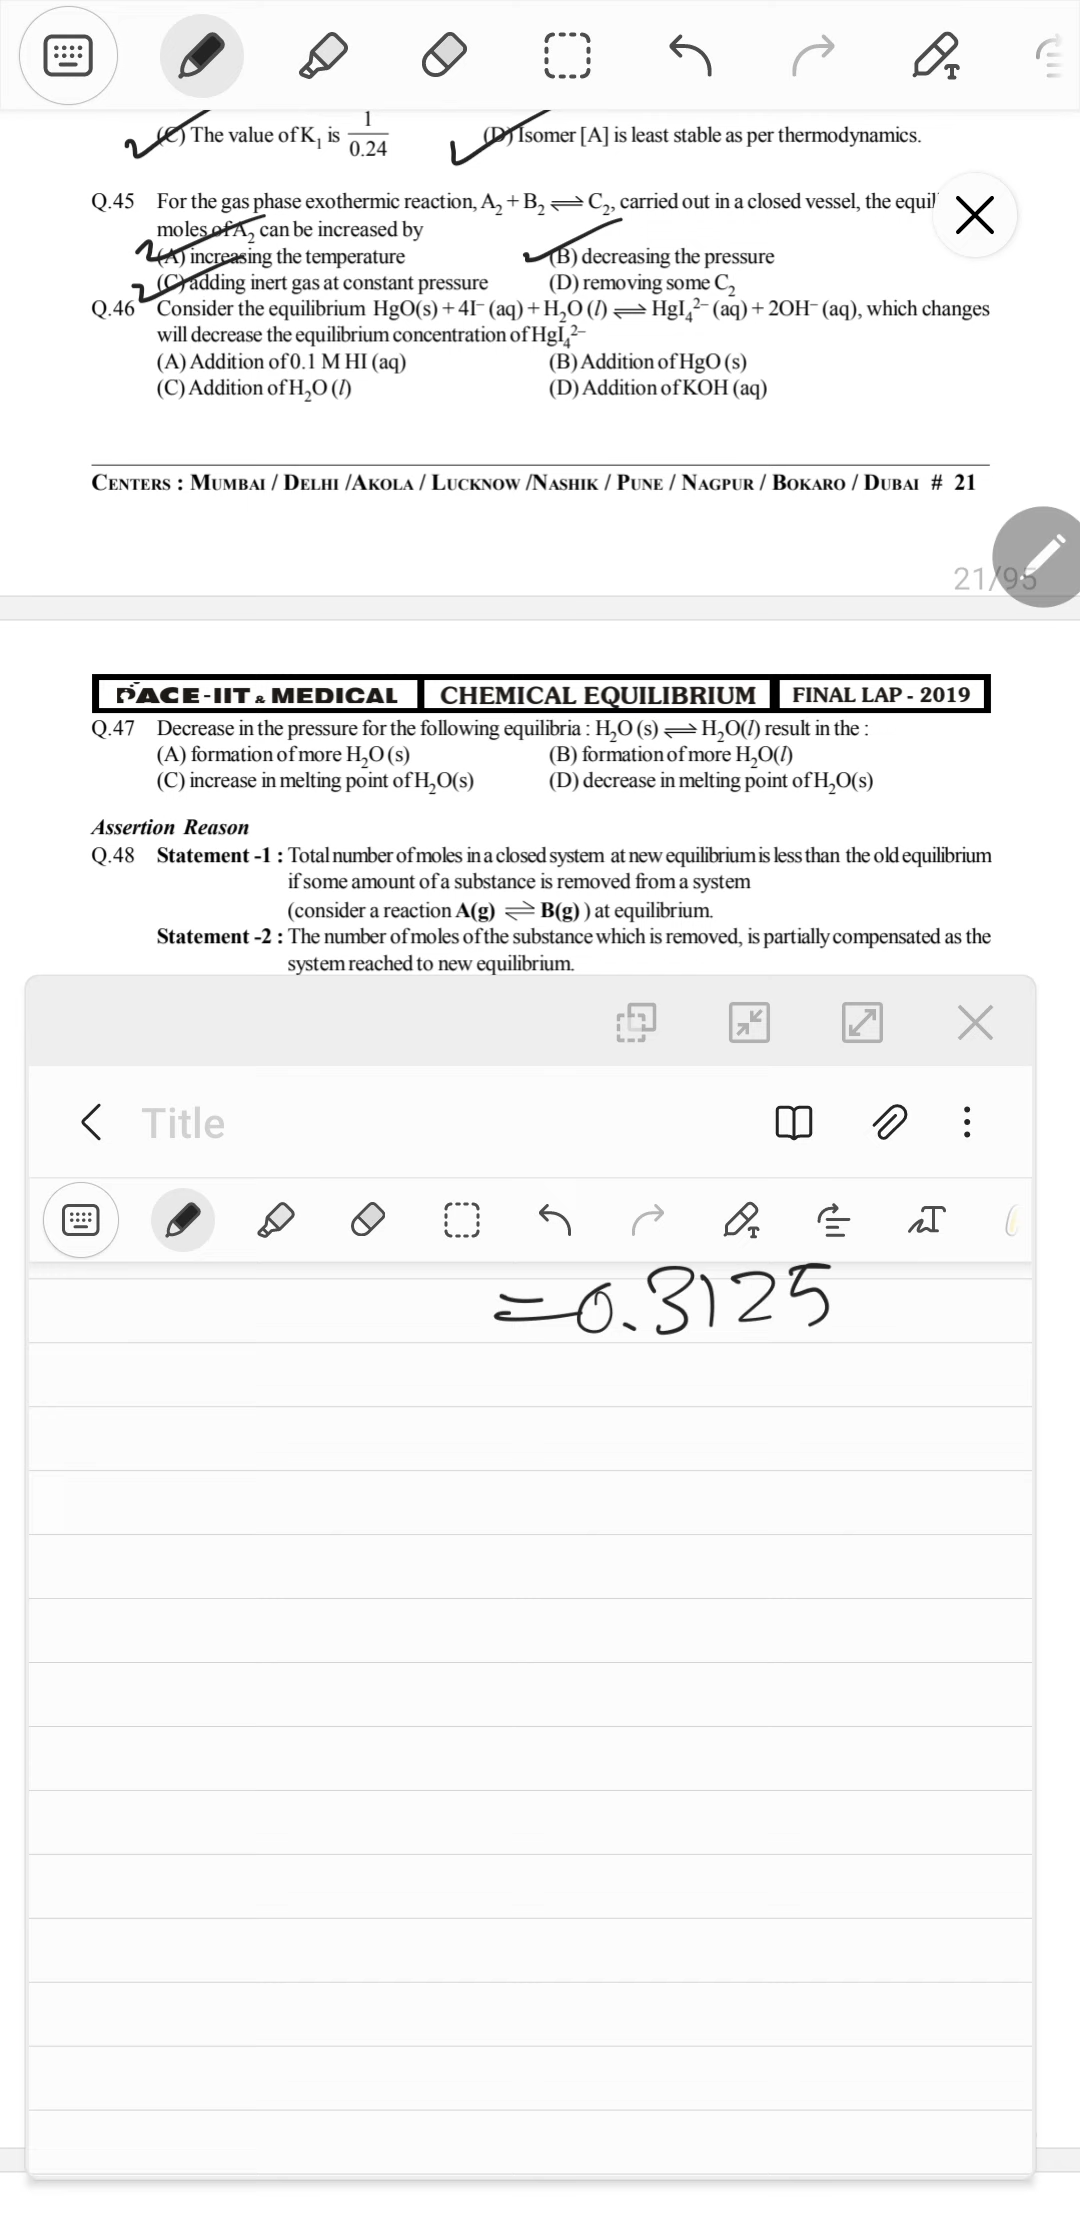 (C) The value of K₁ is 1/0.24 (D) Isomer [A] is least stable as per thermodynamics.
Q.45 For the gas phase exothermic reaction, A₂ + B₂ ⇌ C₂, carried out in a closed vessel, the equil
moles of A₂ can be increased by
(A) increasing the temperature (B) decreasing the pressure
(C) adding inert gas at constant pressure (D) removing some C₂
Q.46 Consider the equilibrium HgO(s) + 4I⁻ (aq) + H₂O (l) ⇌ HgI₄²⁻ (aq) + 2OH⁻ (aq), which changes
will decrease the equilibrium concentration of HgI₄²⁻
(A) Addition of 0.1 M HI (aq) (B) Addition of HgO (s)
(C) Addition of H₂O (l) (D) Addition of KOH (aq)
CENTERS : MUMBAI / DELHI /AKOLA / LUCKNOW /NASHIK / PUNE / NAGPUR / BOKARO / DUBAI # 21
21/95
PACE-IIT & MEDICAL CHEMICAL EQUILIBRIUM FINAL LAP - 2019
Q.47 Decrease in the pressure for the following equilibria : H₂O (s) ⇌ H₂O(l) result in the :
(A) formation of more H₂O (s) (B) formation of more H₂O(l)
(C) increase in melting point of H₂O(s) (D) decrease in melting point of H₂O(s)
Assertion Reason
Q.48 Statement -1 : Total number of moles in a closed system at new equilibrium is less than the old equilibrium
if some amount of a substance is removed from a system
(consider a reaction A(g) ⇌ B(g) ) at equilibrium.
Statement -2 : The number of moles of the substance which is removed, is partially compensated as the
system reached to new equilibrium.
Title
=0.3125